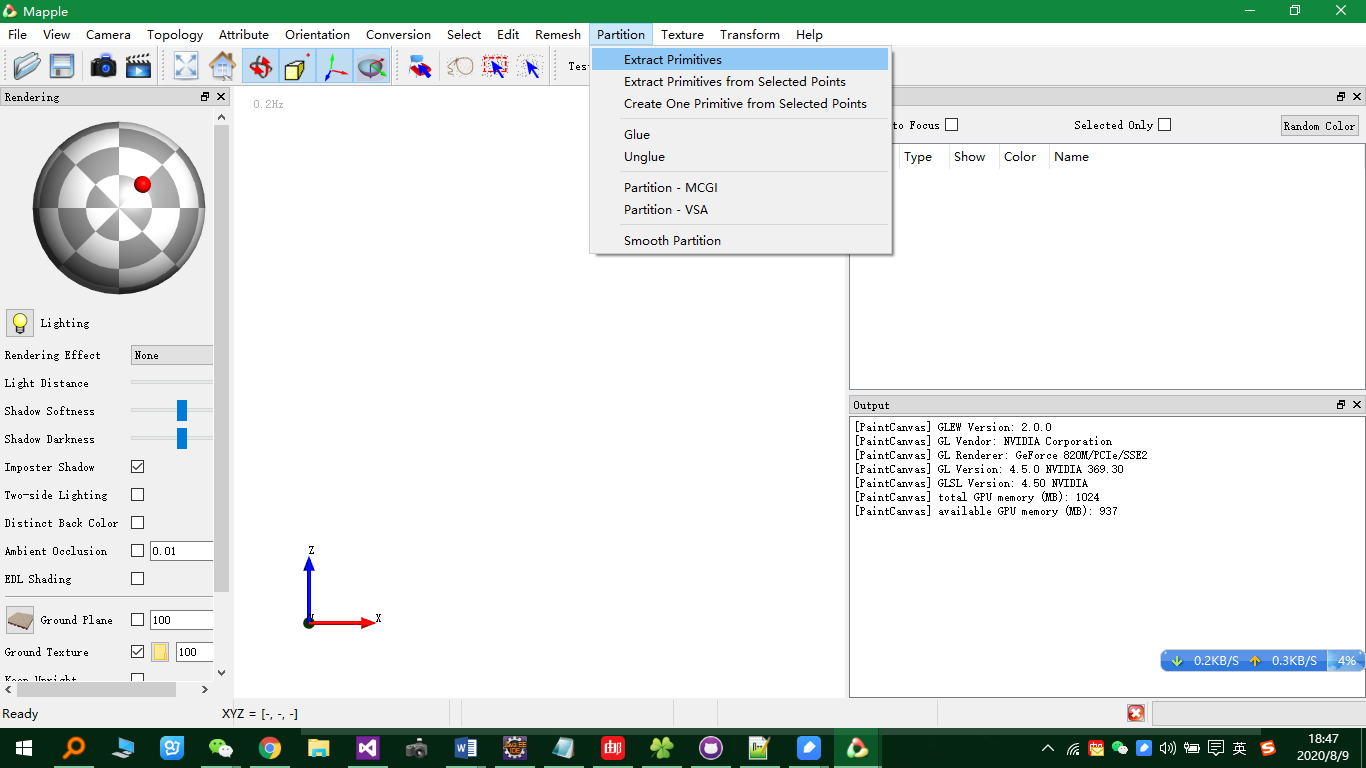 Mapple
File View Camera Topology Attribute Orientation Conversion Select Edit Remesh Partition Texture Transform Help
Extract Primitives
Extract Primitives from Selected Points
Create One Primitive from Selected Points
Glue
Unglue
Partition - MCGI
Partition - VSA
Smooth Partition
Rendering
0.2Hz
to Focus
Selected Only
Random Color
Type Show Color Name
Lighting
Rendering Effect None
Light Distance
Shadow Softness
Shadow Darkness
Imposter Shadow
Two-side Lighting
Distinct Back Color
Ambient Occlusion 0.01
EDL Shading
Ground Plane 100
Ground Texture 100
Keep Upright
Z
X
Output
[PaintCanvas] GLEW Version: 2.0.0
[PaintCanvas] GL Vendor: NVIDIA Corporation
[PaintCanvas] GL Renderer: GeForce 820M/PCIe/SSE2
[PaintCanvas] GL Version: 4.5.0 NVIDIA 369.30
[PaintCanvas] GLSL Version: 4.50 NVIDIA
[PaintCanvas] total GPU memory (MB): 1024
[PaintCanvas] available GPU memory (MB): 937
0.2KB/S 0.3KB/S 4%
Ready XYZ = [-, -, -]
英
18:47
2020/8/9